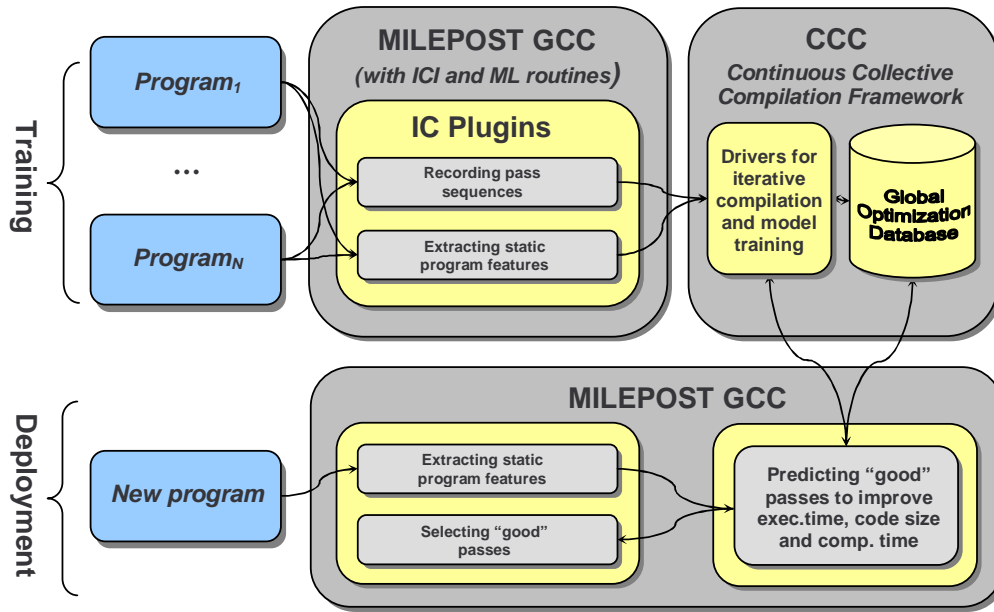 Training
Program1
...
ProgramN
MILEPOST GCC
(with ICI and ML routines)
IC Plugins
Recording pass
sequences
Extracting static
program features
CCC
Continuous Collective
Compilation Framework
Drivers for
iterative
compilation
and model
training
Global
Optimization
Database
Deployment
New program
MILEPOST GCC
Extracting static
program features
Selecting “good”
passes
Predicting “good”
passes to improve
exec.time, code size
and comp. time